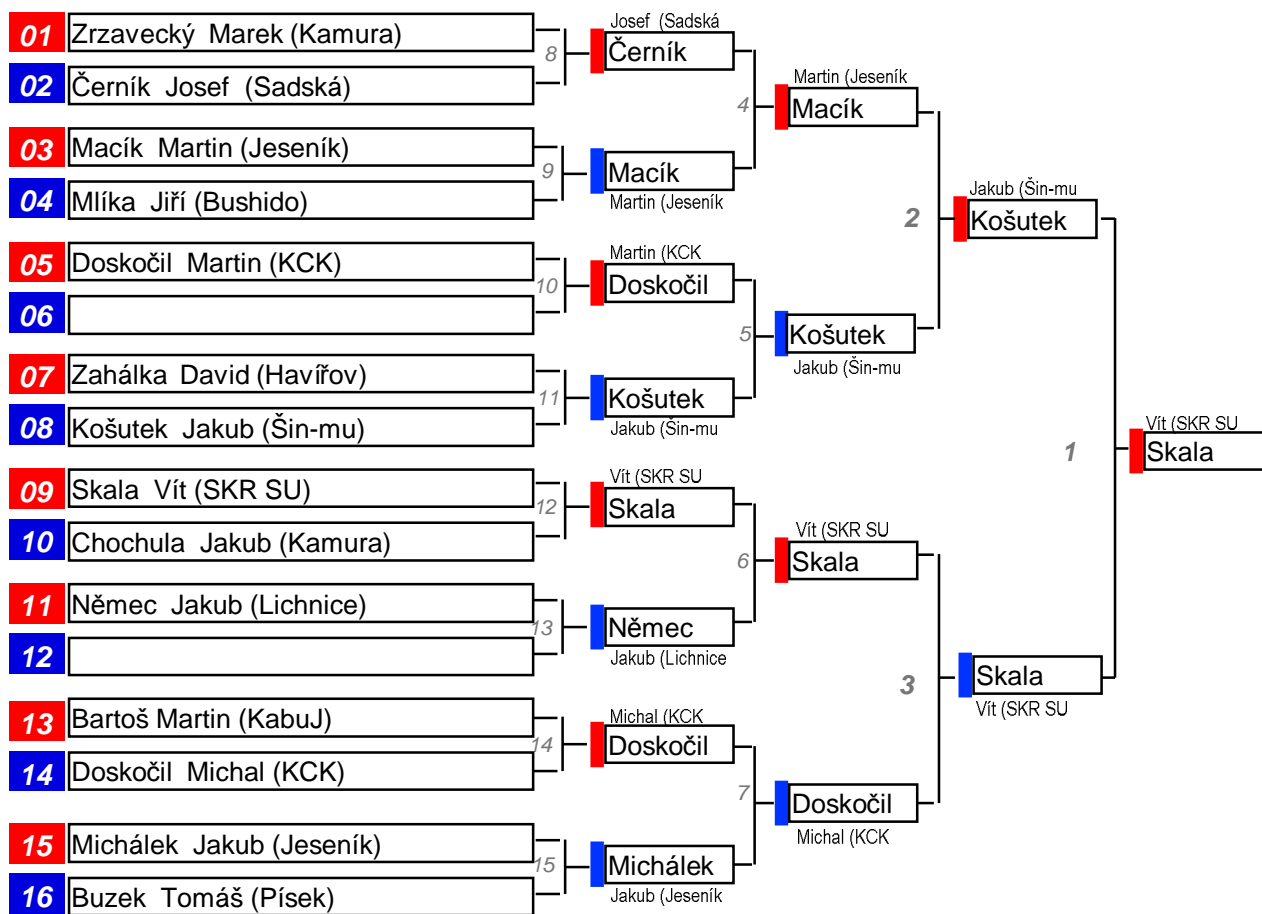 01 Zrzavecký Marek (Kamura)
02 Černík Josef (Sadská)
03 Macík Martin (Jeseník)
04 Mlíka Jiří (Bushido)
05 Doskočil Martin (KCK)
06
07 Zahálka David (Havířov)
08 Košutek Jakub (Šin-mu)
09 Skala Vít (SKR SU)
10 Chochula Jakub (Kamura)
11 Němec Jakub (Lichnice)
12
13 Bartoš Martin (KabuJ)
14 Doskočil Michal (KCK)
15 Michálek Jakub (Jeseník)
16 Buzek Tomáš (Písek)
8
9
10
11
12
13
14
15
Josef (Sadská
Černík
Macík
Martin (Jeseník
Martin (KCK
Doskočil
Košutek
Jakub (Šin-mu
Vít (SKR SU
Skala
Němec
Jakub (Lichnice
Michal (KCK
Doskočil
Michálek
Jakub (Jeseník
4
5
6
7
Martin (Jeseník
Macík
Košutek
Jakub (Šin-mu
Vít (SKR SU
Skala
Doskočil
Michal (KCK
2
3
Jakub (Šin-mu
Košutek
Skala
Vít (SKR SU
1
Vít (SKR SU
Skala